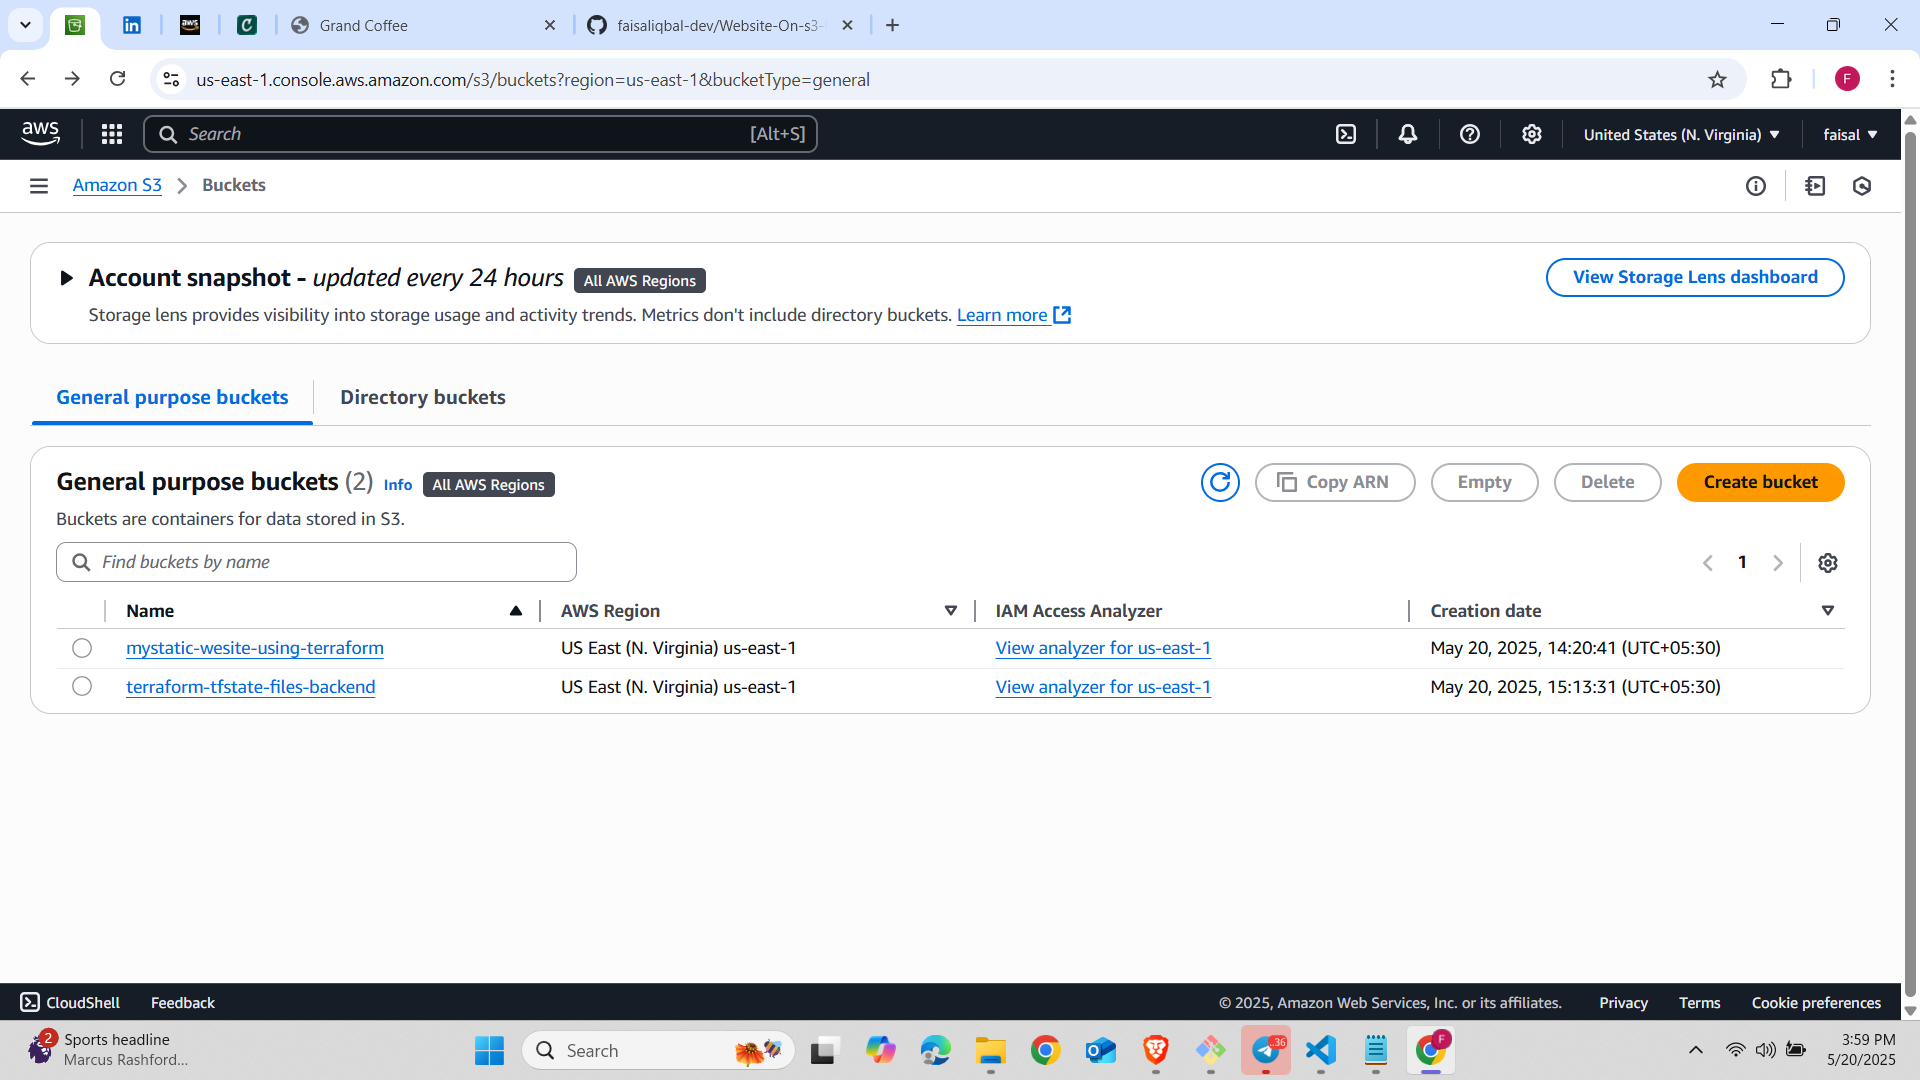 Grand Coffee
faisaliqbal-dev/Website-On-s3-
us-east-1.console.aws.amazon.com/s3/buckets?region=us-east-1&bucketType=general
F
aws
Search
[Alt+S]
United States (N. Virginia)
faisal
Amazon S3
Buckets
Account snapshot - updated every 24 hours
All AWS Regions
View Storage Lens dashboard
Storage lens provides visibility into storage usage and activity trends. Metrics don't include directory buckets. Learn more
General purpose buckets
Directory buckets
General purpose buckets (2) Info
All AWS Regions
Copy ARN
Empty
Delete
Create bucket
Buckets are containers for data stored in S3.
Find buckets by name
1
Name
AWS Region
IAM Access Analyzer
Creation date
mystatic-wesite-using-terraform
US East (N. Virginia) us-east-1
View analyzer for us-east-1
May 20, 2025, 14:20:41 (UTC+05:30)
terraform-tfstate-files-backend
US East (N. Virginia) us-east-1
View analyzer for us-east-1
May 20, 2025, 15:13:31 (UTC+05:30)
CloudShell
Feedback
© 2025, Amazon Web Services, Inc. or its affiliates.
Privacy
Terms
Cookie preferences
2
Sports headline
Marcus Rashford...
Search
..36
F
3:59 PM
5/20/2025